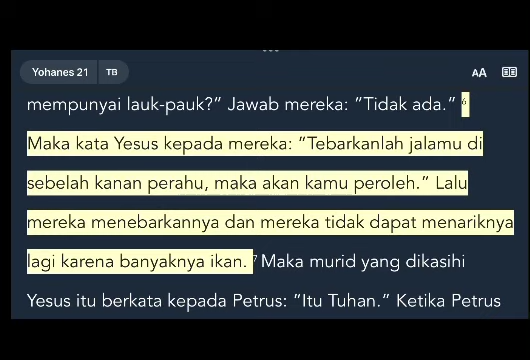 Yohanes 21 TB AA
mempunyai lauk-pauk?” Jawab mereka: “Tidak ada.” 6
Maka kata Yesus kepada mereka: “Tebarkanlah jalamu di
sebelah kanan perahu, maka akan kamu peroleh.” Lalu
mereka menebarkannya dan mereka tidak dapat menariknya
lagi karena banyaknya ikan. 7 Maka murid yang dikasihi
Yesus itu berkata kepada Petrus: “Itu Tuhan.” Ketika Petrus